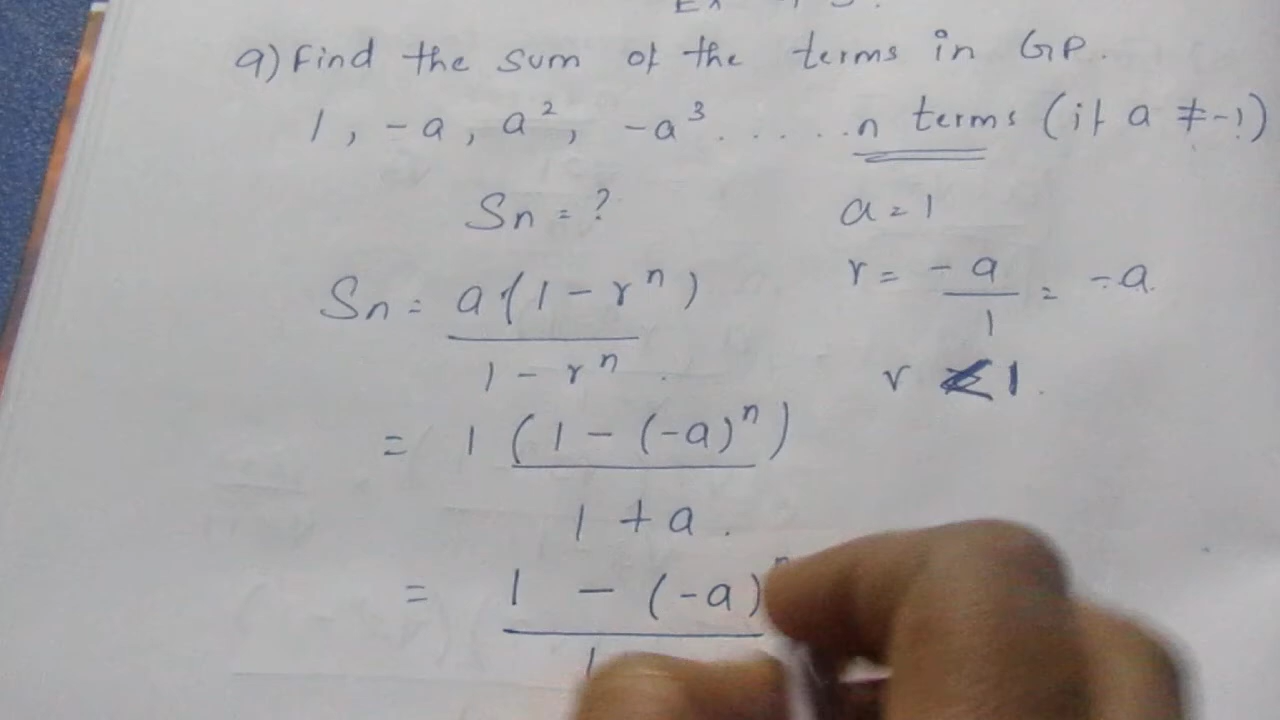 9) Find the sum of the terms in GP.
1, -a, a², -a³ ..... n terms (if a ≠ -1)
Sn = ?
a = 1
r = -a/1 = -a.
r < 1.
Sn = a(1 - rⁿ)
1 - rⁿ
= 1 (1 - (-a)ⁿ)
1 + a.
= 1 - (-a)